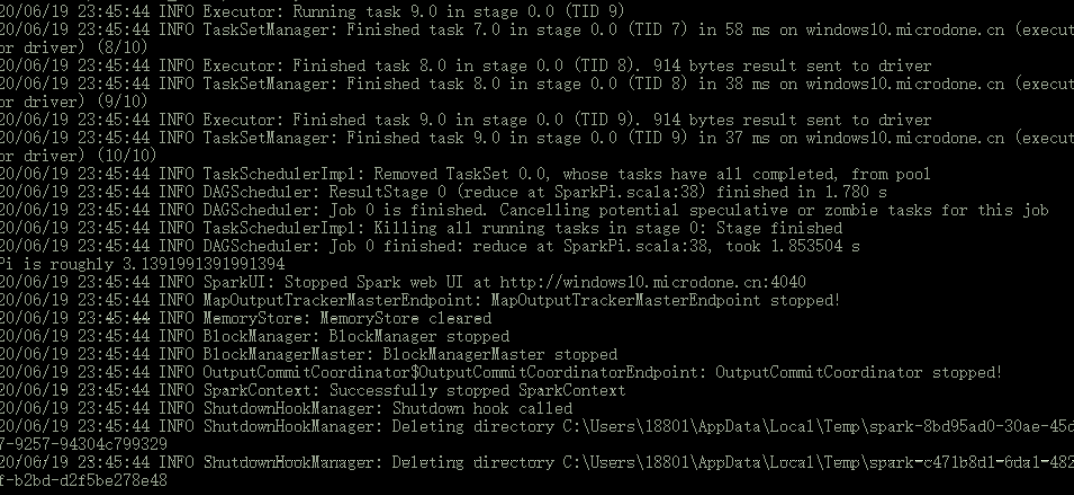 20/06/19 23:45:44 INFO Executor: Running task 9.0 in stage 0.0 (TID 9)
20/06/19 23:45:44 INFO TaskSetManager: Finished task 7.0 in stage 0.0 (TID 7) in 58 ms on windows10.microdone.cn (execut
or driver) (8/10)
20/06/19 23:45:44 INFO Executor: Finished task 8.0 in stage 0.0 (TID 8). 914 bytes result sent to driver
20/06/19 23:45:44 INFO TaskSetManager: Finished task 8.0 in stage 0.0 (TID 8) in 38 ms on windows10.microdone.cn (execut
or driver) (9/10)
20/06/19 23:45:44 INFO Executor: Finished task 9.0 in stage 0.0 (TID 9). 914 bytes result sent to driver
20/06/19 23:45:44 INFO TaskSetManager: Finished task 9.0 in stage 0.0 (TID 9) in 37 ms on windows10.microdone.cn (execut
or driver) (10/10)
20/06/19 23:45:44 INFO TaskSchedulerImpl: Removed TaskSet 0.0, whose tasks have all completed, from pool
20/06/19 23:45:44 INFO DAGScheduler: ResultStage 0 (reduce at SparkPi.scala:38) finished in 1.780 s
20/06/19 23:45:44 INFO DAGScheduler: Job 0 is finished. Cancelling potential speculative or zombie tasks for this job
20/06/19 23:45:44 INFO TaskSchedulerImpl: Killing all running tasks in stage 0: Stage finished
20/06/19 23:45:44 INFO DAGScheduler: Job 0 finished: reduce at SparkPi.scala:38, took 1.853504 s
Pi is roughly 3.1391991391991394
20/06/19 23:45:44 INFO SparkUI: Stopped Spark web UI at http://windows10.microdone.cn:4040
20/06/19 23:45:44 INFO MapOutputTrackerMasterEndpoint: MapOutputTrackerMasterEndpoint stopped!
20/06/19 23:45:44 INFO MemoryStore: MemoryStore cleared
20/06/19 23:45:44 INFO BlockManager: BlockManager stopped
20/06/19 23:45:44 INFO BlockManagerMaster: BlockManagerMaster stopped
20/06/19 23:45:44 INFO OutputCommitCoordinator$OutputCommitCoordinatorEndpoint: OutputCommitCoordinator stopped!
20/06/19 23:45:44 INFO SparkContext: Successfully stopped SparkContext
20/06/19 23:45:44 INFO ShutdownHookManager: Shutdown hook called
20/06/19 23:45:44 INFO ShutdownHookManager: Deleting directory C:\Users\18801\AppData\Local\Temp\spark-8bd95ad0-30ae-45d
7-9257-94304c799329
20/06/19 23:45:44 INFO ShutdownHookManager: Deleting directory C:\Users\18801\AppData\Local\Temp\spark-c471b8d1-6da1-482
f-b2bd-d2f5be278e48